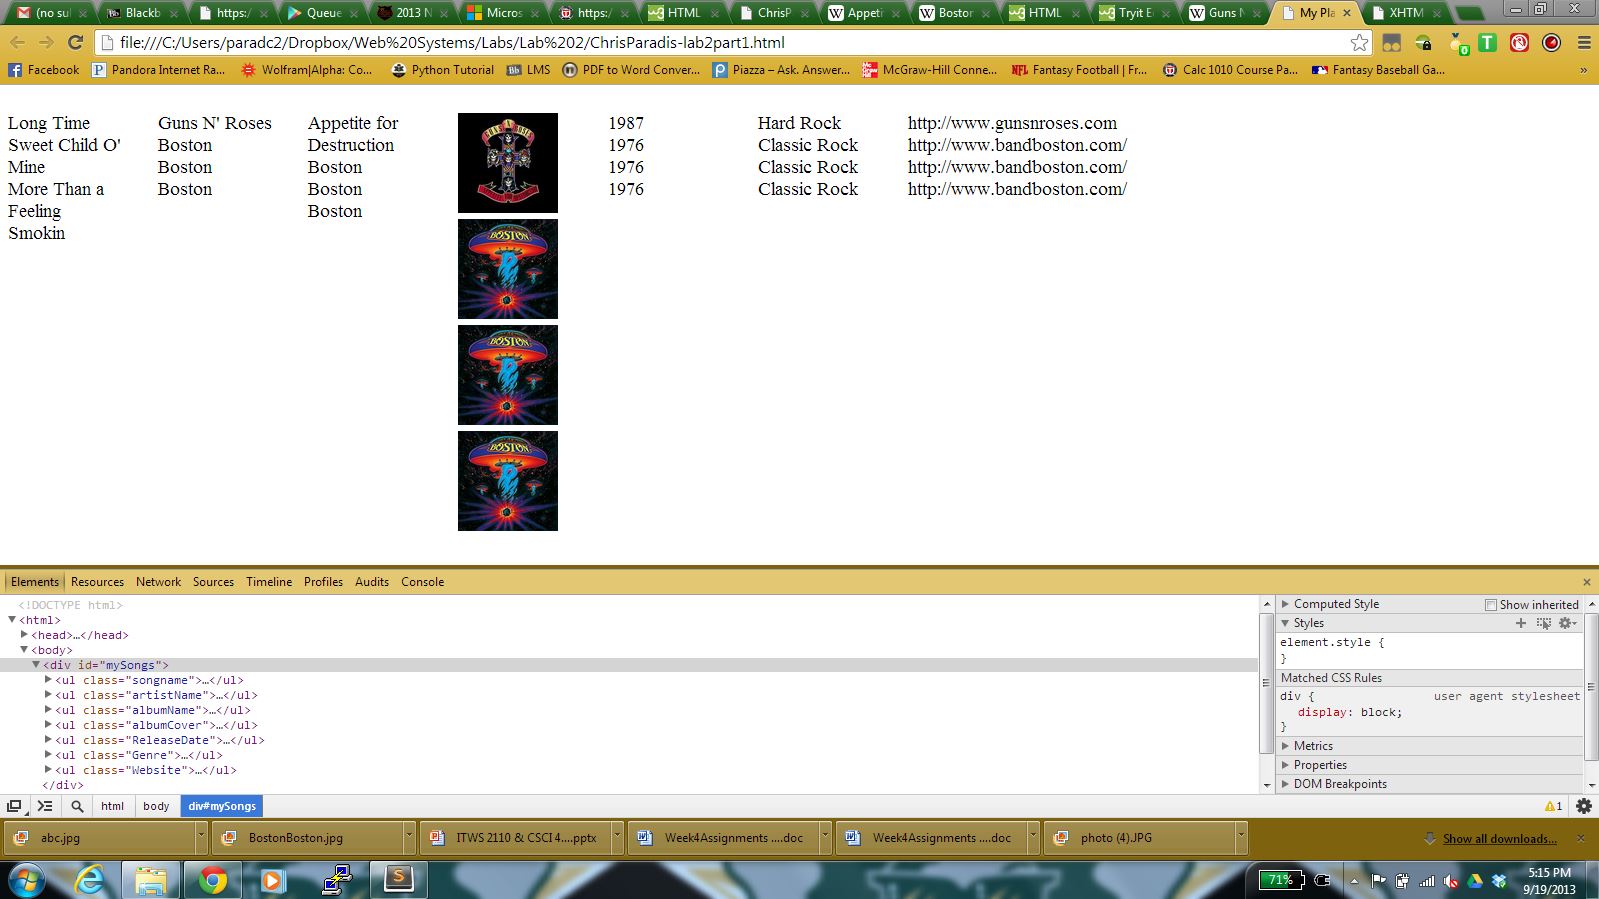 (no sul
Blackb
https:/
Queue
2013 N
Micros
https:/
HTML
ChrisP
Appetit
Bostor
HTML
Tryit Ec
Guns N
My Pla
XHTM
file:///C:/Users/paradc2/Dropbox/Web%20Systems/Labs/Lab%202/ChrisParadis-lab2part1.html
Facebook
Pandora Internet Ra...
Wolfram|Alpha: Co...
Python Tutorial
Bb LMS
PDF to Word Conver...
Piazza – Ask. Answer...
McGraw-Hill Conne...
NFL Fantasy Football | Fr...
Calc 1010 Course Pa...
Fantasy Baseball Ga...
»
Long Time
Sweet Child O'
Mine
More Than a
Feeling
Smokin
Guns N' Roses
Boston
Boston
Boston
Appetite for
Destruction
Boston
Boston
Boston
GUNS N' ROSES
BOSTON
BOSTON
BOSTON
1987
1976
1976
1976
Hard Rock
Classic Rock
Classic Rock
Classic Rock
http://www.gunsnroses.com
http://www.bandboston.com/
http://www.bandboston.com/
http://www.bandboston.com/
Elements Resources Network Sources Timeline Profiles Audits Console
<!DOCTYPE html>
<html>
<head>…</head>
<body>
<div id="mySongs">
<ul class="songname">…</ul>
<ul class="artistName">…</ul>
<ul class="albumName">…</ul>
<ul class="albumCover">…</ul>
<ul class="ReleaseDate">…</ul>
<ul class="Genre">…</ul>
<ul class="Website">…</ul>
</div>
Computed Style Show inherited
Styles
element.style {
}
Matched CSS Rules
div { user agent stylesheet
display: block;
}
Metrics
Properties
DOM Breakpoints
html body div#mySongs
1
abc.jpg
BostonBoston.jpg
ITWS 2110 & CSCI 4....pptx
Week4Assignments ....doc
Week4Assignments ....doc
photo (4).JPG
Show all downloads...
71%
5:15 PM
9/19/2013